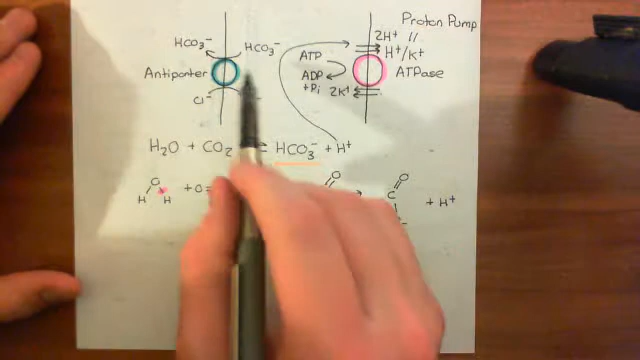 Proton Pump
2H⁺ //
HCO₃⁻ HCO₃⁻ H⁺/K⁺
ATP
Antiporter ADP ATPase
+ Pi 2K⁺
Cl⁻
H₂O + CO₂ ⇌ HCO₃⁻ + H⁺
O O O
H H + O= C + H⁺